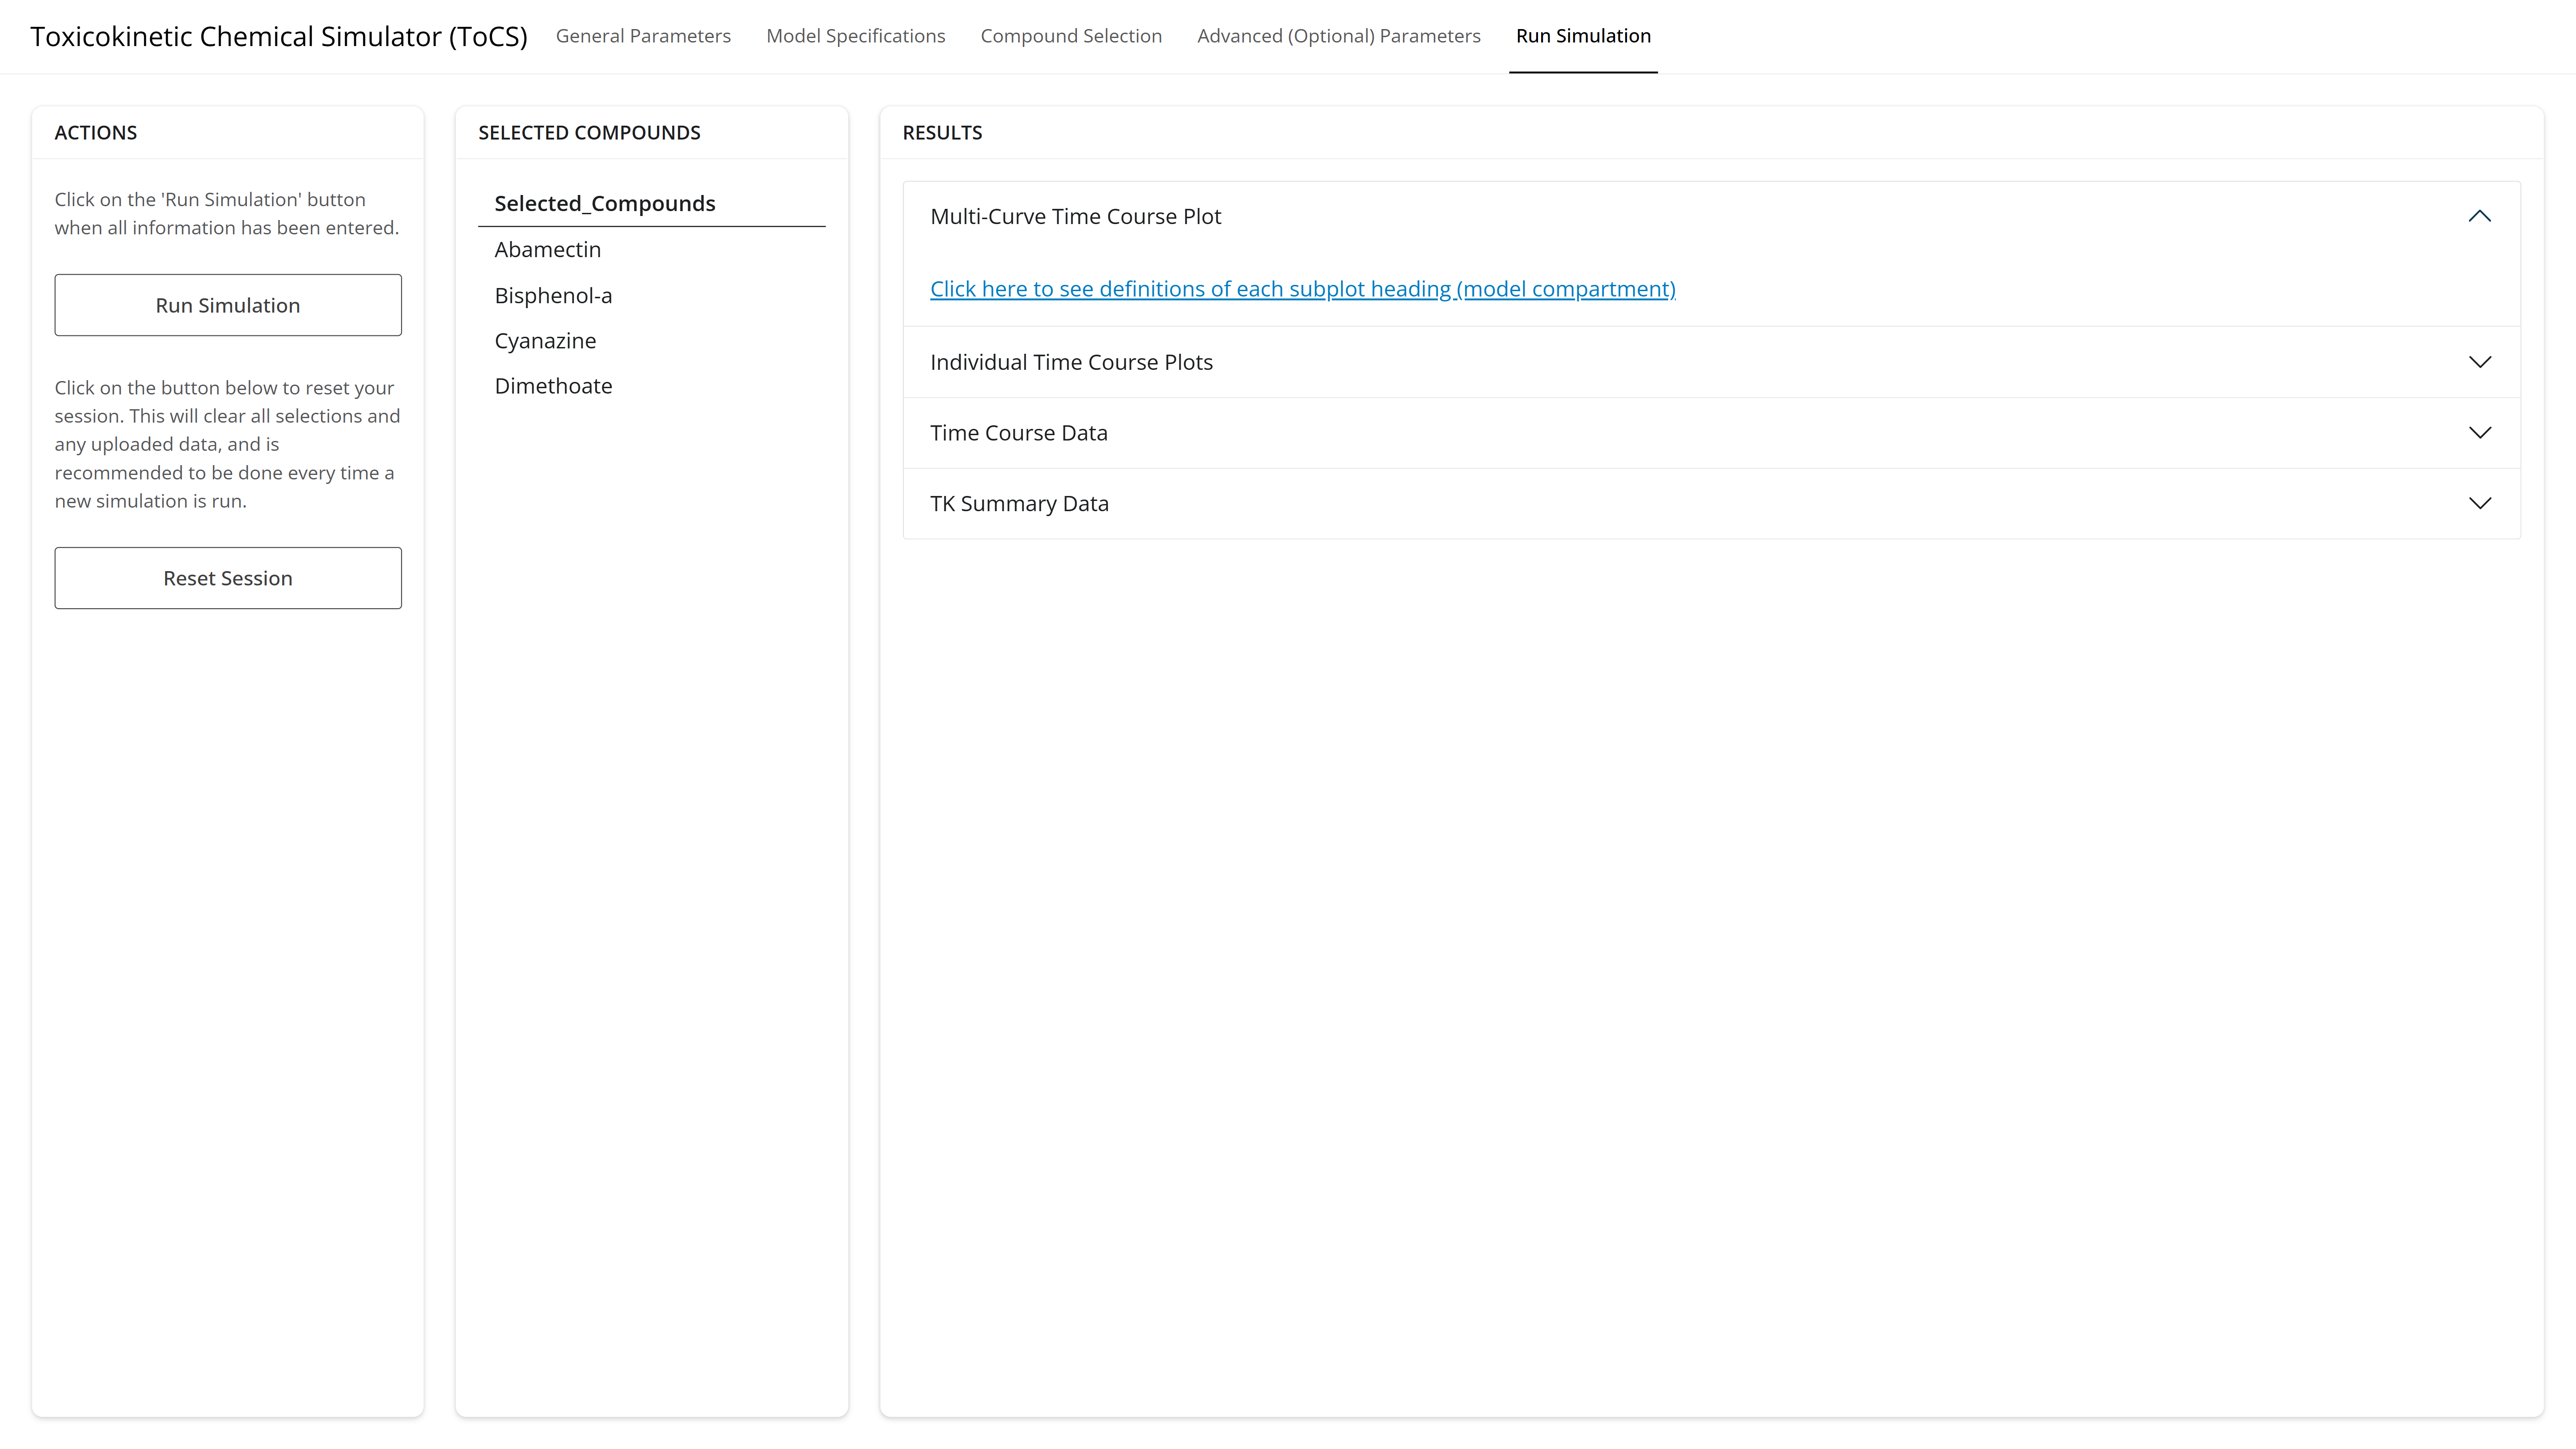 Toxicokinetic Chemical Simulator (ToCS)
General Parameters
Model Specifications
Compound Selection
Advanced (Optional) Parameters
Run Simulation
ACTIONS
Click on the 'Run Simulation' button
when all information has been entered.
Run Simulation
Click on the button below to reset your
session. This will clear all selections and
any uploaded data, and is
recommended to be done every time a
new simulation is run.
Reset Session
SELECTED COMPOUNDS
Selected_Compounds
Abamectin
Bisphenol-a
Cyanazine
Dimethoate
RESULTS
Multi-Curve Time Course Plot
Click here to see definitions of each subplot heading (model compartment)
Individual Time Course Plots
Time Course Data
TK Summary Data